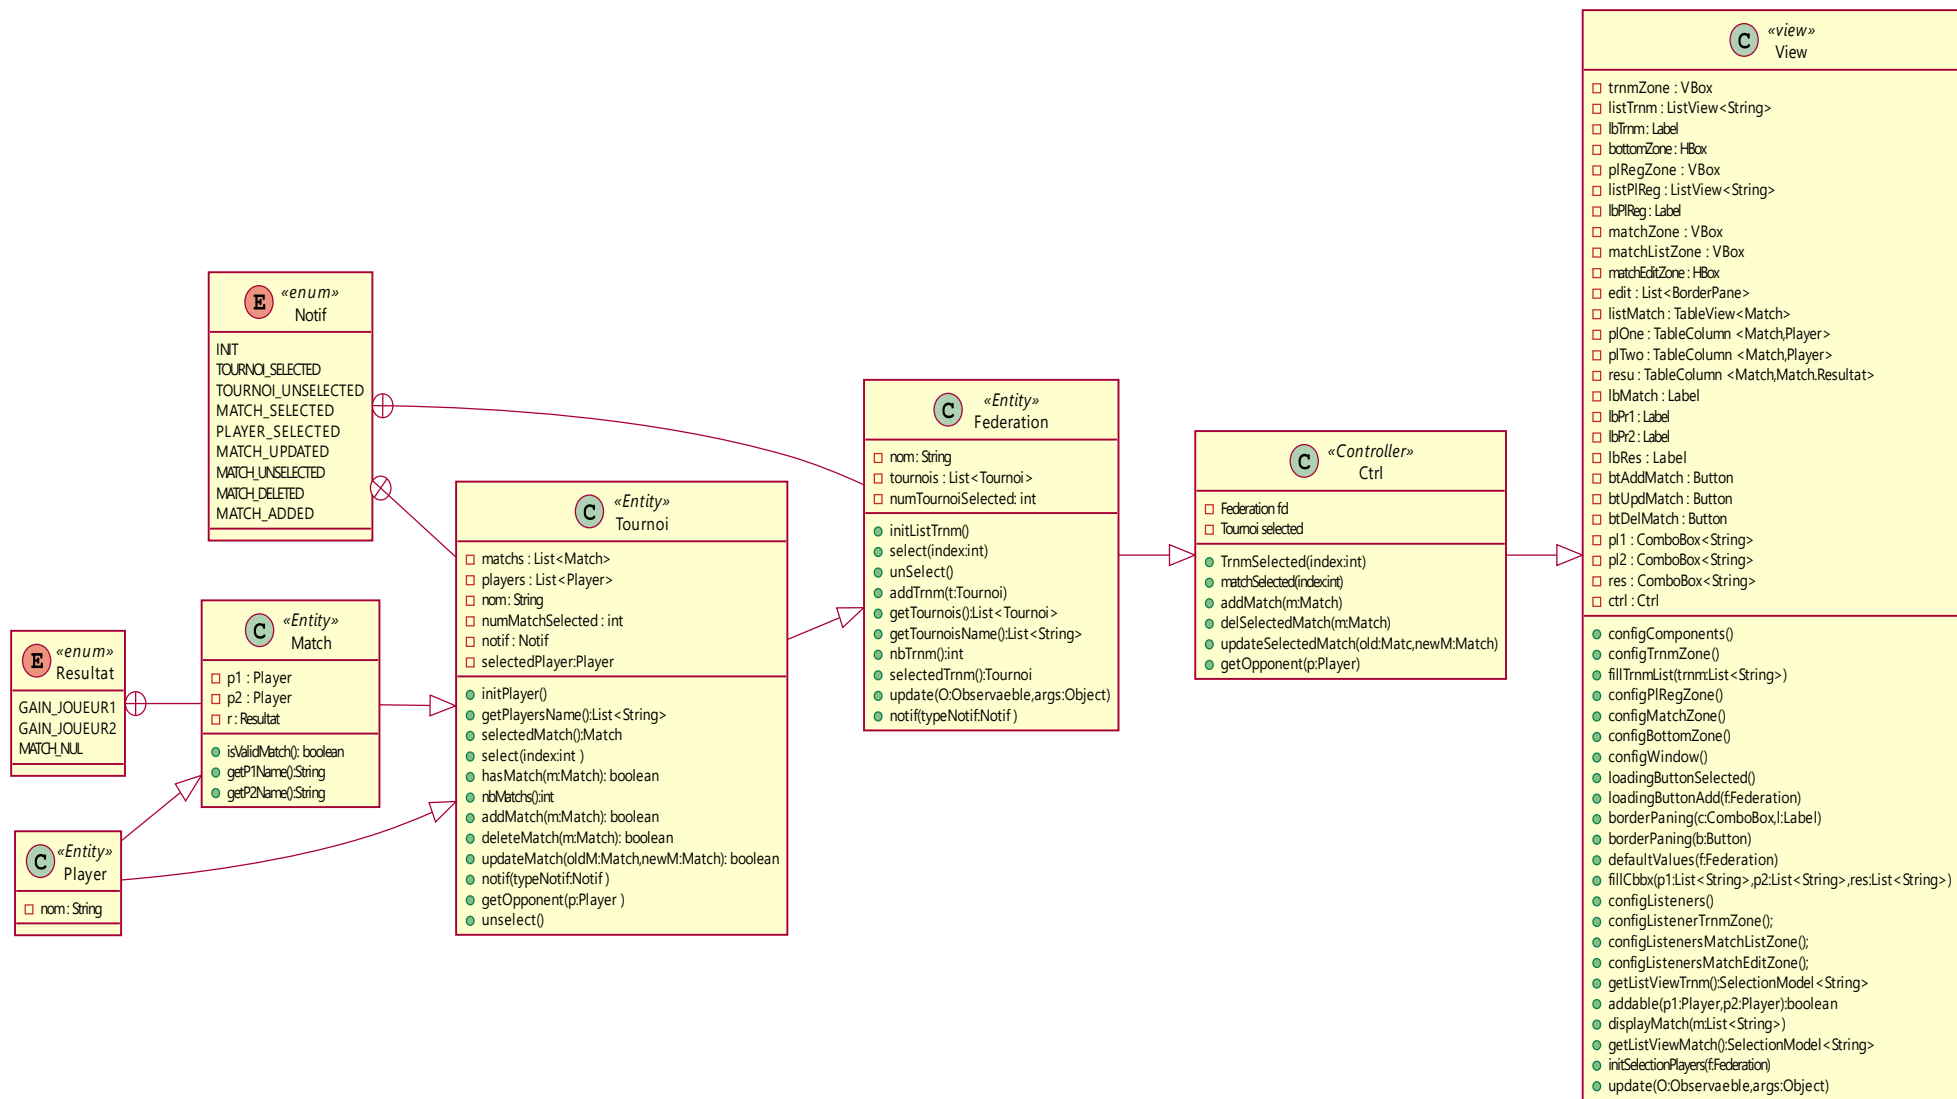 «enum»
Resultat
GAIN_JOUEUR1
GAIN_JOUEUR2
MATCH_NUL
«Entity»
Player
nom : String
«enum»
Notif
INIT
TOURNOI_SELECTED
TOURNOI_UNSELECTED
MATCH_SELECTED
PLAYER_SELECTED
MATCH_UPDATED
MATCH_UNSELECTED
MATCH_DELETED
MATCH_ADDED
«Entity»
Match
p1 : Player
p2 : Player
r : Resultat
isValidMatch(): boolean
getP1Name():String
getP2Name():String
«Entity»
Tournoi
matchs : List<Match>
players : List<Player>
nom : String
numMatchSelected : int
notif : Notif
selectedPlayer:Player
initPlayer()
getPlayersName():List<String>
selectedMatch():Match
select(index:int )
hasMatch(m:Match): boolean
nbMatchs():int
addMatch(m:Match): boolean
deleteMatch(m:Match): boolean
updateMatch(oldM:Match,newM:Match): boolean
notif(typeNotif:Notif )
getOpponent(p:Player )
unselect()
«Entity»
Federation
nom : String
tournois : List<Tournoi>
numTournoiSelected: int
initListTrnm()
select(index:int)
unSelect()
addTrnm(t:Tournoi)
getTournois():List<Tournoi>
getTournoisName():List<String>
nbTrnm():int
selectedTrnm():Tournoi
update(O:Observaeble,args:Object)
notif(typeNotif:Notif )
«Controller»
Ctrl
Federation fd
Tournoi selected
TrnmSelected(index:int)
matchSelected(index:int)
addMatch(m:Match)
delSelectedMatch(m:Match)
updateSelectedMatch(old:Matc,newM:Match)
getOpponent(p:Player)
«view»
View
trnmZone : VBox
listTrnm : ListView<String>
lbTrnm : Label
bottomZone : HBox
plRegZone : VBox
listPlReg : ListView<String>
lbPlReg : Label
matchZone : VBox
matchListZone : VBox
matchEditZone : HBox
edit : List<BorderPane>
listMatch : TableView<Match>
plOne : TableColumn <Match,Player>
plTwo : TableColumn <Match,Player>
resu : TableColumn <Match,Match.Resultat>
lbMatch : Label
lbPr1 : Label
lbPr2 : Label
lbRes : Label
btAddMatch : Button
btUpdMatch : Button
btDelMatch : Button
pl1 : ComboBox<String>
pl2 : ComboBox<String>
res : ComboBox<String>
ctrl : Ctrl
configComponents()
configTrnmZone()
fillTrnmList(trnm:List<String>)
configPlRegZone()
configMatchZone()
configBottomZone()
configWindow()
loadingButtonSelected()
loadingButtonAdd(f:Federation)
borderPaning(c:ComboBox,l:Label)
borderPaning(b:Button)
defaultValues(f:Federation)
fillCbbx(p1:List<String>,p2:List<String>,res:List<String>)
configListeners()
configListenerTrnmZone();
configListenersMatchListZone();
configListenersMatchEditZone();
getListViewTrnm():SelectionModel<String>
addable(p1:Player,p2:Player):boolean
displayMatch(m:List<String>)
getListViewMatch():SelectionModel<String>
initSelectionPlayers(f:Federation)
update(O:Observaeble,args:Object)